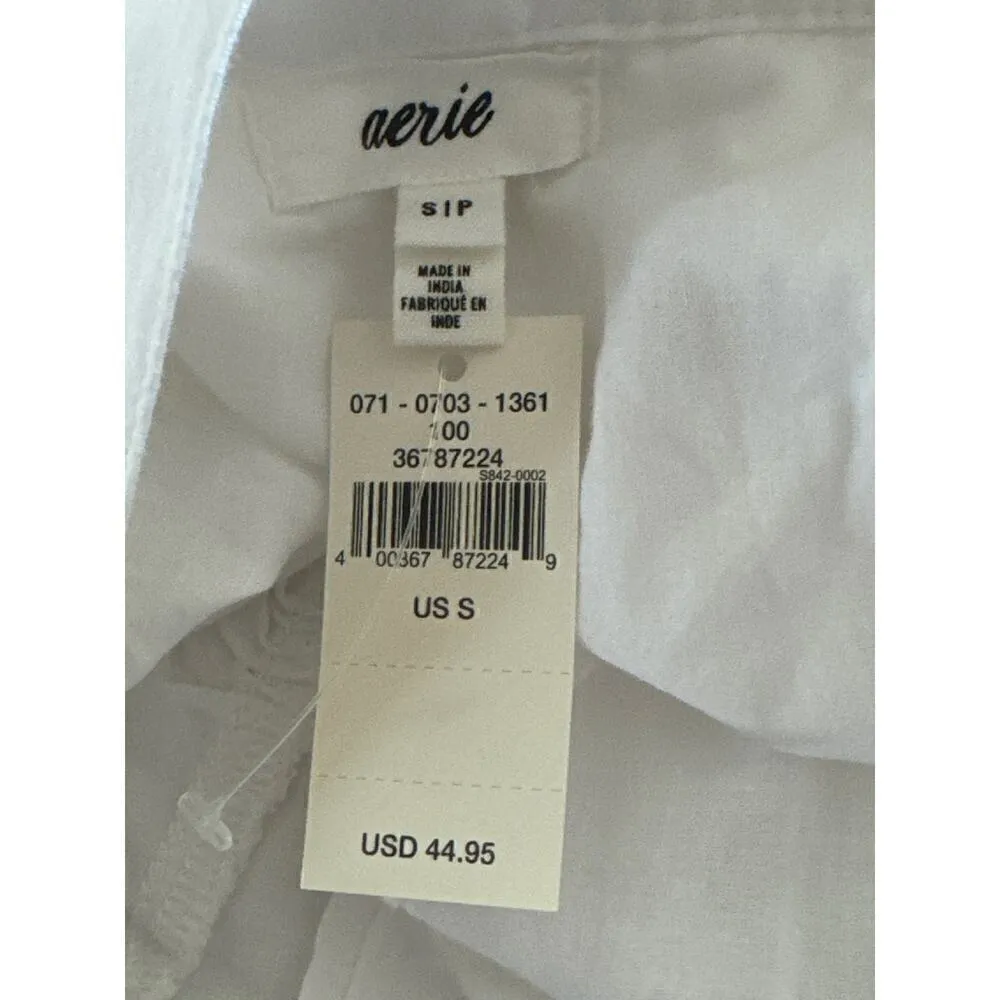 aerie
S | P
MADE IN
INDIA
FABRIQUÉ EN
INDE
071 - 0703 - 1361
100
36787224
S842-0002
4 00367 87224 9
US S
USD 44.95